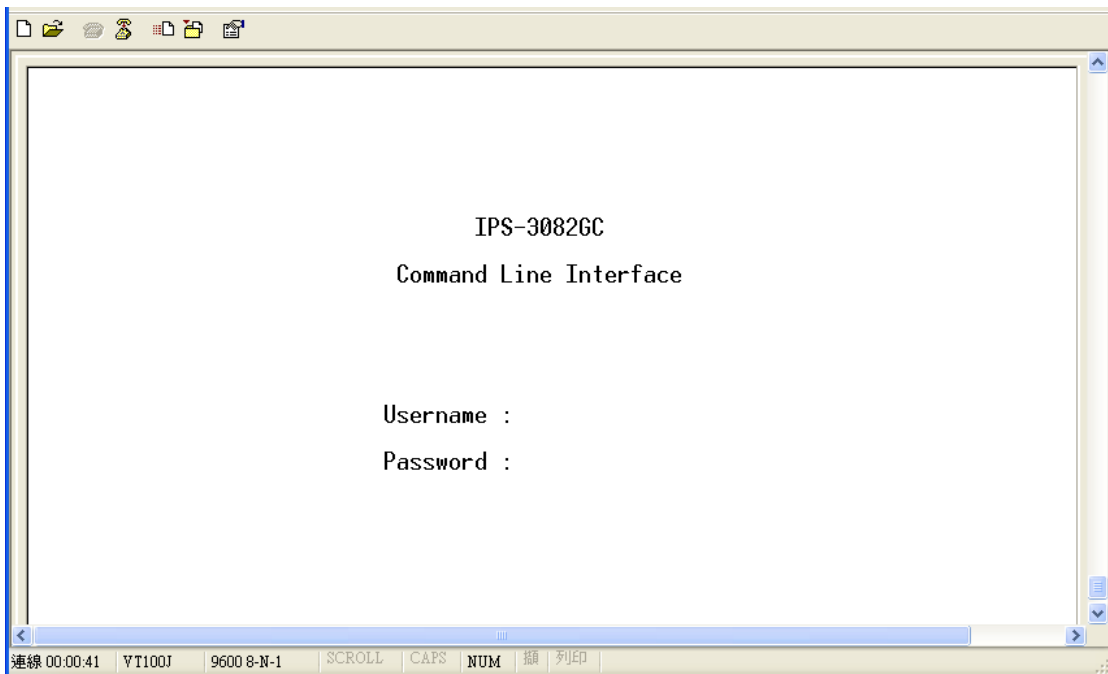 IPS-3082GC
Command Line Interface
Username :
Password :
連線 00:00:41 VT100J 9600 8-N-1 SCROLL CAPS NUM 擷 列印